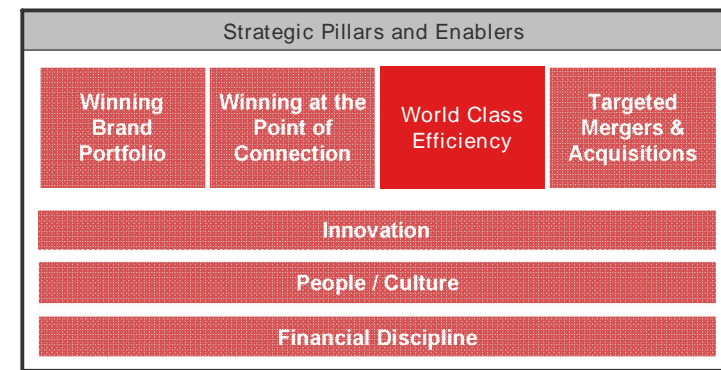 Strategic Pillars and Enablers
Winning
Brand
Portfolio
Winning at the
Point of
Connection
World Class
Efficiency
Targeted
Mergers &
Acquisitions
Innovation
People / Culture
Financial Discipline